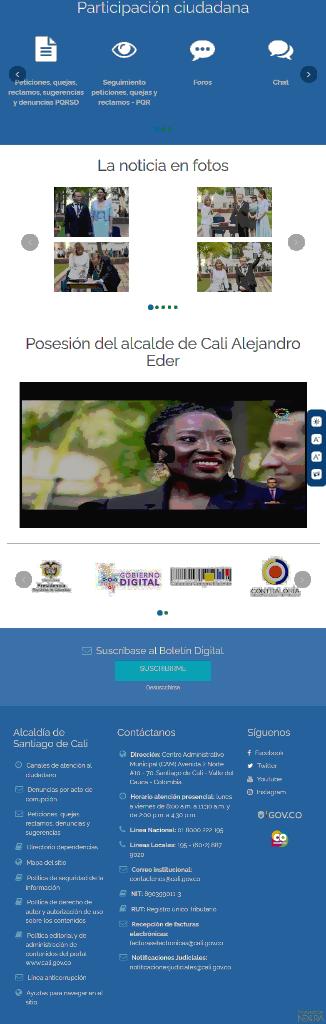 Participación ciudadana
Peticiones, quejas,
reclamos, sugerencias
y denuncias PQRSD
Seguimiento
peticiones, quejas y
reclamos - PQR
Foros
Chat
La noticia en fotos
Posesión del alcalde de Cali Alejandro
Eder
Presidencia
GOBIERNO
DIGITAL
CONTRALORÍA
Suscríbase al Boletín Digital
SUSCRIBIRME
Desuscribirse
Alcaldía de
Santiago de Cali
Canales de atención al
ciudadano
Denuncias por acto de
corrupción
Peticiones, quejas,
reclamos, denuncias y
sugerencias
Directorio dependencias
Mapa del sitio
Política de seguridad de la
información
Política de derecho de
autor y autorización de uso
sobre los contenidos
Política editorial y de
administración de
contenidos del portal
www.cali.gov.co
Línea anticorrupción
Ayudas para navegar en el
sitio
Contáctanos
Dirección: Centro Administrativo
Municipal (CAM) Avenida 2 Norte
#10 - 70. Santiago de Cali - Valle del
Cauca - Colombia.
Horario atención presencial: lunes
a viernes de 8:00 a.m. a 11:30 a.m. y
de 2:00 p.m. a 4:30 p.m.
Línea Nacional: 01 8000 222 195
Líneas Locales: 195 - (60+2) 887
9020
Correo institucional:
contactenos@cali.gov.co
NIT: 890399011-3
RUT: Registro único tributario
Recepción de facturas
electrónicas:
facturaselectronicas@cali.gov.co
Notificaciones Judiciales:
notificacionesjudiciales@cali.gov.co
Síguenos
Facebook
Twitter
Youtube
Instagram
GOV.CO
NEXURA